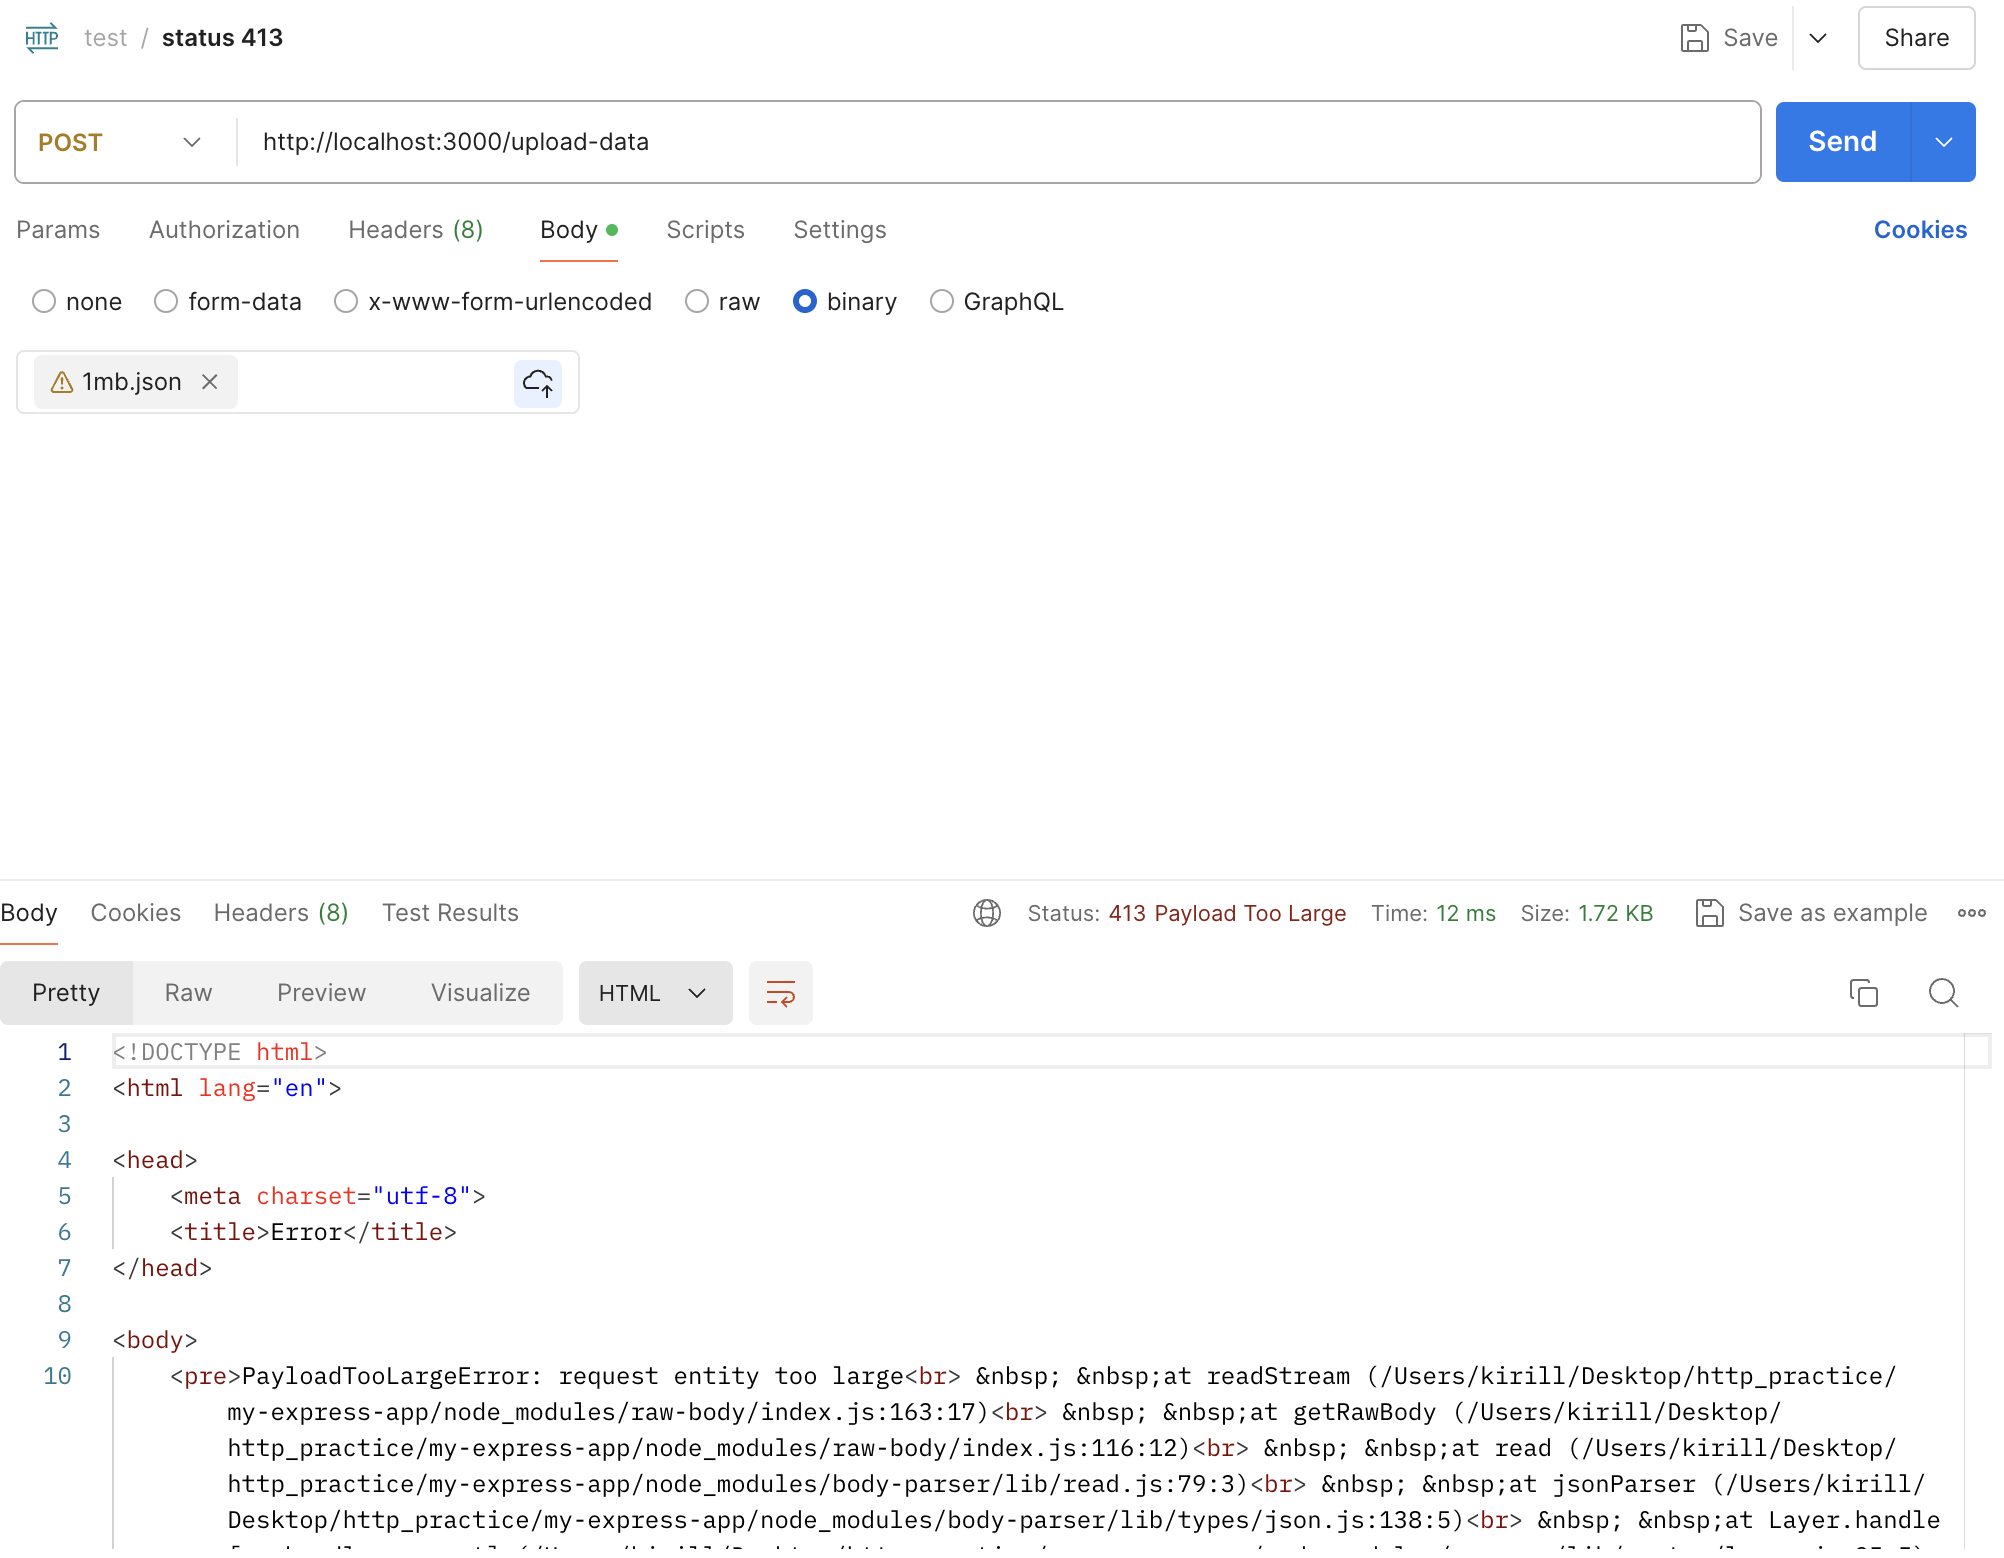 HTTP test / status 413 Save Share
POST http://localhost:3000/upload-data Send
Params Authorization Headers (8) Body Scripts Settings Cookies
none form-data x-www-form-urlencoded raw binary GraphQL
1mb.json
Body Cookies Headers (8) Test Results Status: 413 Payload Too Large Time: 12 ms Size: 1.72 KB Save as example
Pretty Raw Preview Visualize HTML
1 <!DOCTYPE html>
2 <html lang="en">
3
4 <head>
5 <meta charset="utf-8">
6 <title>Error</title>
7 </head>
8
9 <body>
10 <pre>PayloadTooLargeError: request entity too large<br> &nbsp; &nbsp;at readStream (/Users/kirill/Desktop/http_practice/
my-express-app/node_modules/raw-body/index.js:163:17)<br> &nbsp; &nbsp;at getRawBody (/Users/kirill/Desktop/
http_practice/my-express-app/node_modules/raw-body/index.js:116:12)<br> &nbsp; &nbsp;at read (/Users/kirill/Desktop/
http_practice/my-express-app/node_modules/body-parser/lib/read.js:79:3)<br> &nbsp; &nbsp;at jsonParser (/Users/kirill/
Desktop/http_practice/my-express-app/node_modules/body-parser/lib/types/json.js:138:5)<br> &nbsp; &nbsp;at Layer.handle